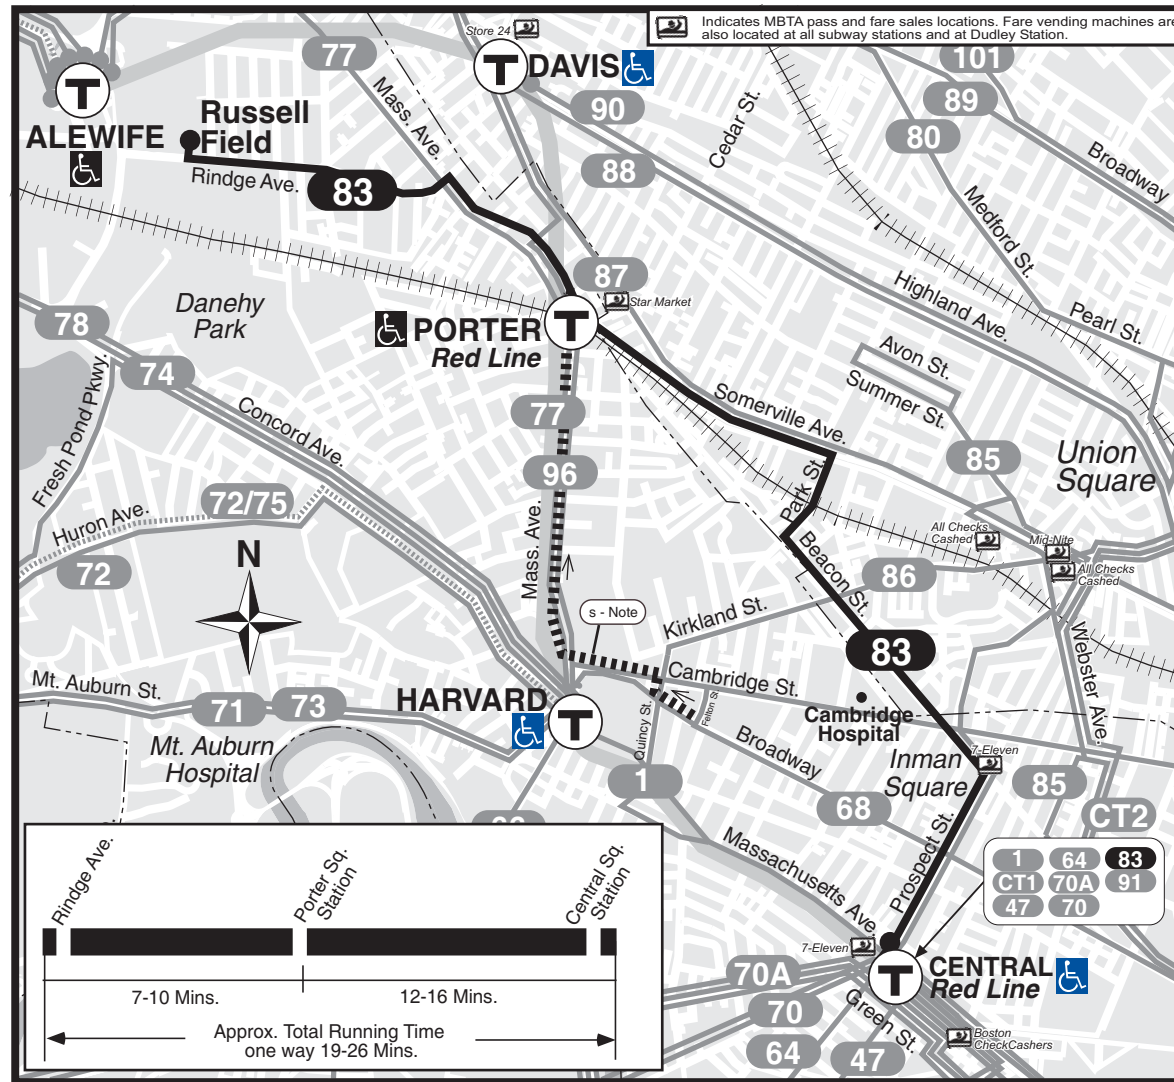 Indicates MBTA pass and fare sales locations. Fare vending machines are
also located at all subway stations and at Dudley Station.
Store 24
T
DAVIS
77
Mass. Ave.
90
88
Cedar St.
101
89
80
Broadway
Medford St.
T
ALEWIFE
Russell
Field
Rindge Ave.
83
87
Star Market
Highland Ave.
Pearl St.
Danehy
Park
78
74
PORTER
Red Line
T
Avon St.
Summer St.
Somerville Ave.
Fresh Pond Pkwy.
Concord Ave.
77
96
Mass. Ave.
85
Union
Square
Park St.
Huron Ave.
72/75
72
N
Beacon St.
86
All Checks
Cashed
Mid-Nite
All Checks
Cashed
s - Note
Kirkland St.
83
Webster Ave.
Mt. Auburn St.
71
73
HARVARD
T
Cambridge St.
Quincy St.
Felton St
Cambridge
Hospital
Mt. Auburn
Hospital
Broadway
Inman
Square
7-Eleven
85
CT2
1
68
Massachusetts Ave.
Prospect St.
1
64
83
CT1
70A
91
47
70
7-Eleven
T
CENTRAL
Red Line
70A
70
64
47
Green St.
Boston
CheckCashers
Rindge Ave.
Porter Sq.
Station
Central Sq.
Station
7-10 Mins.
12-16 Mins.
Approx. Total Running Time
one way 19-26 Mins.